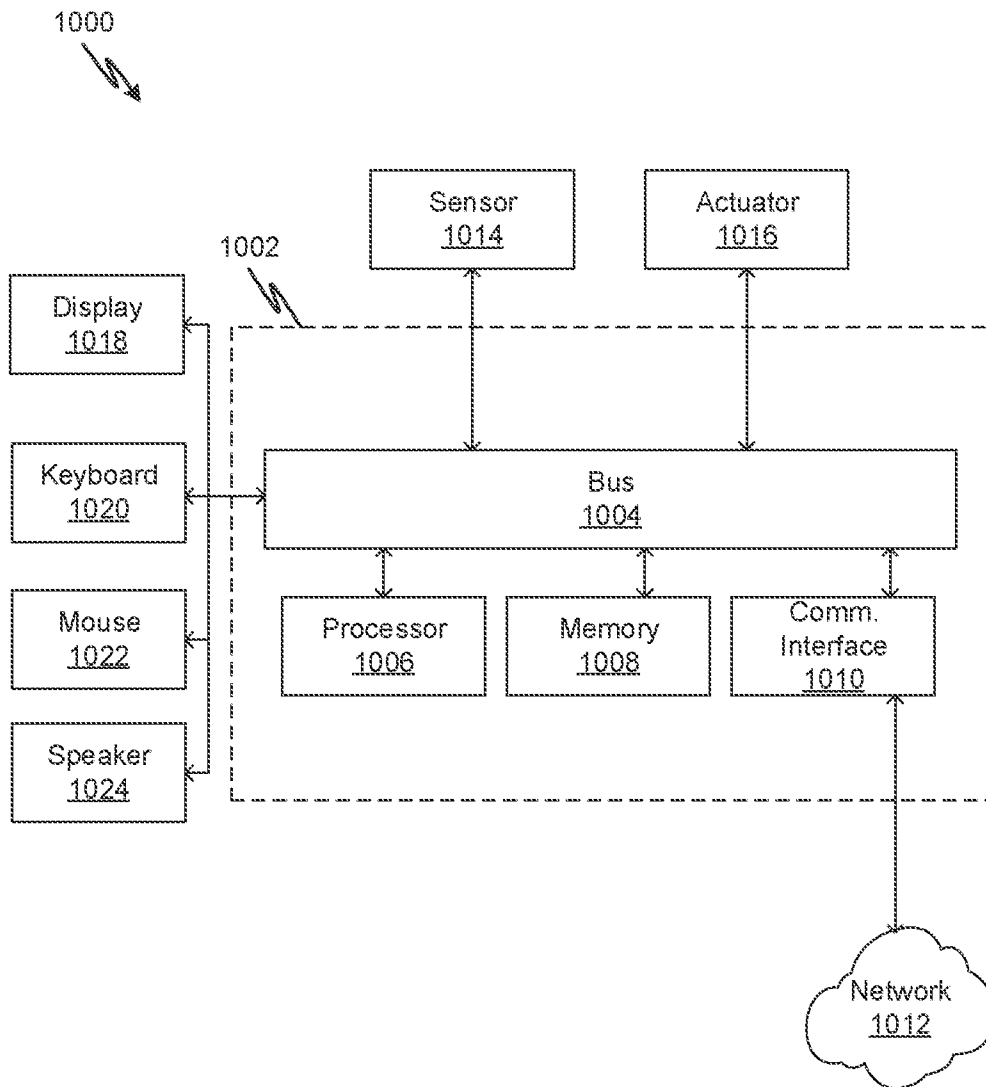 1000
Sensor
1014
Actuator
1016
1002
Display
1018
Keyboard
1020
Bus
1004
Mouse
1022
Processor
1006
Memory
1008
Comm.
Interface
1010
Speaker
1024
Network
1012